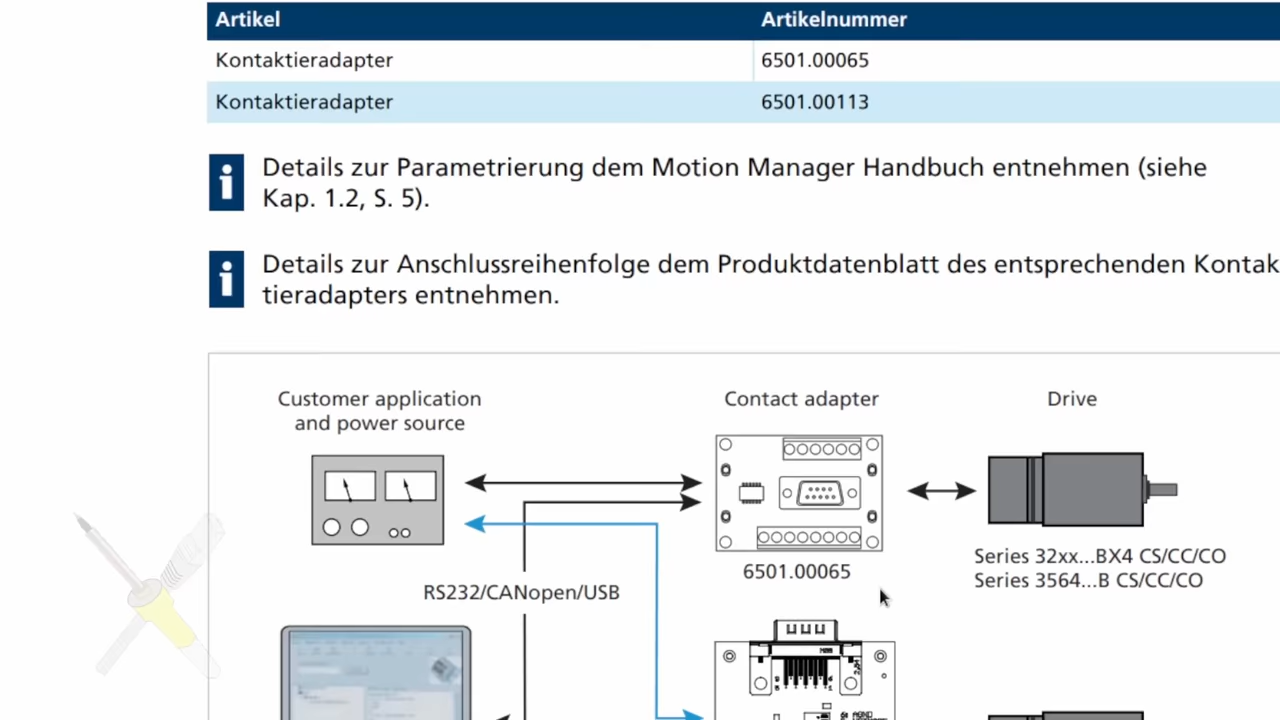 Artikel Artikelnummer
Kontaktieradapter 6501.00065
Kontaktieradapter 6501.00113
Details zur Parametrierung dem Motion Manager Handbuch entnehmen (siehe
Kap. 1.2, S. 5).
Details zur Anschlussreihenfolge dem Produktdatenblatt des entsprechenden Kontak
tieradapters entnehmen.
Customer application
and power source
Contact adapter
Drive
6501.00065
Series 32xx...BX4 CS/CC/CO
Series 3564...B CS/CC/CO
RS232/CANopen/USB